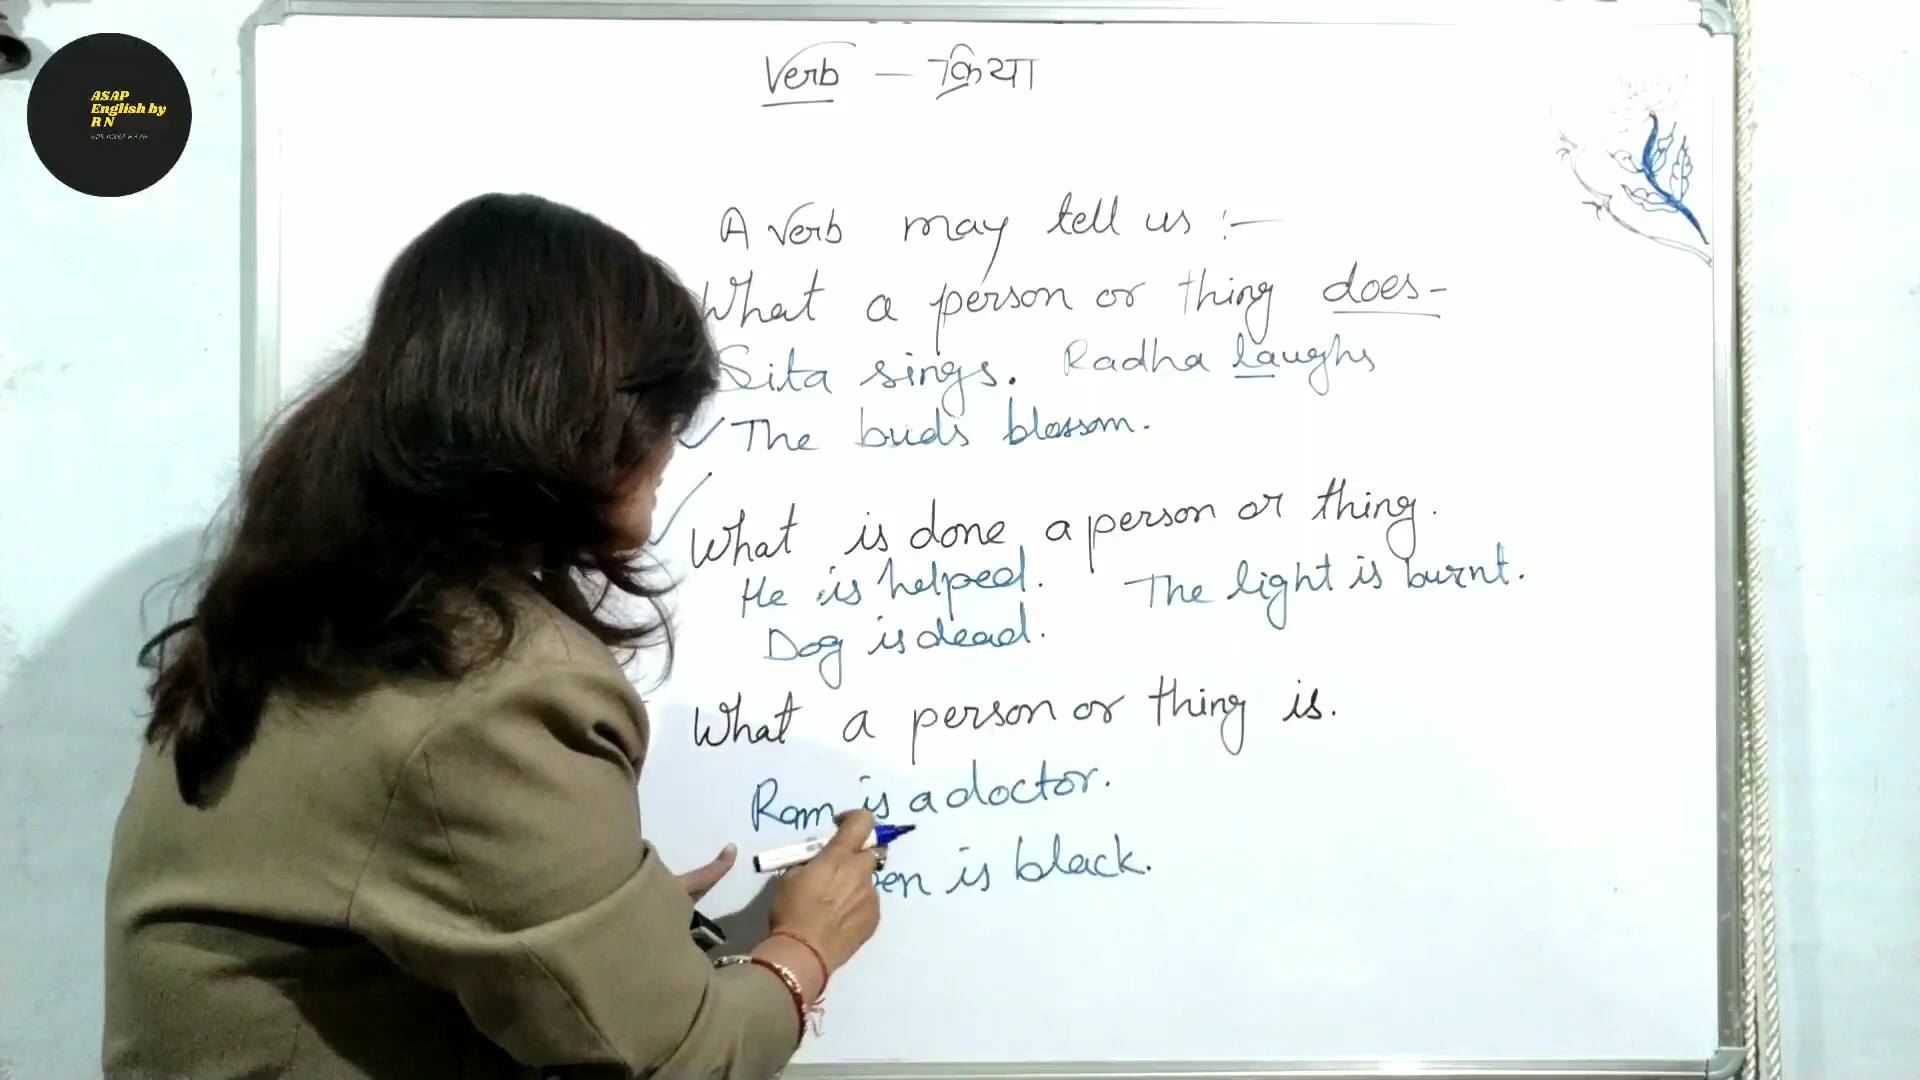 ASAP
English by
R N
Verb — क्रिया
A verb may tell us :—
What a person or thing does-
Sita sings. Radha laughs
The buds blossom.
What is done a person or thing.
He is helped. The light is burnt.
Dog is dead.
What a person or thing is.
Ram is a doctor.
pen is black.